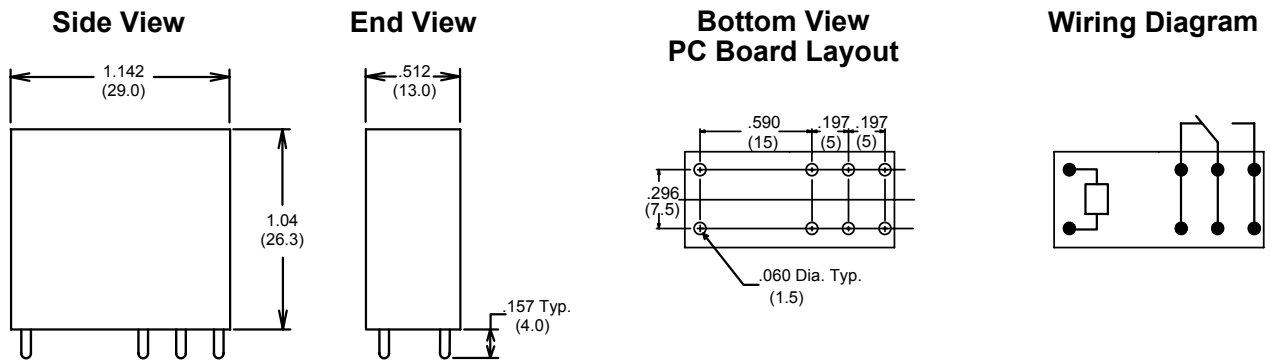 Side View
End View
Bottom View
PC Board Layout
Wiring Diagram
1.142
(29.0)
.512
(13.0)
.590
(15)
.197
(5)
.197
(5)
.296
(7.5)
1.04
(26.3)
.060 Dia. Typ.
(1.5)
.157 Typ.
(4.0)